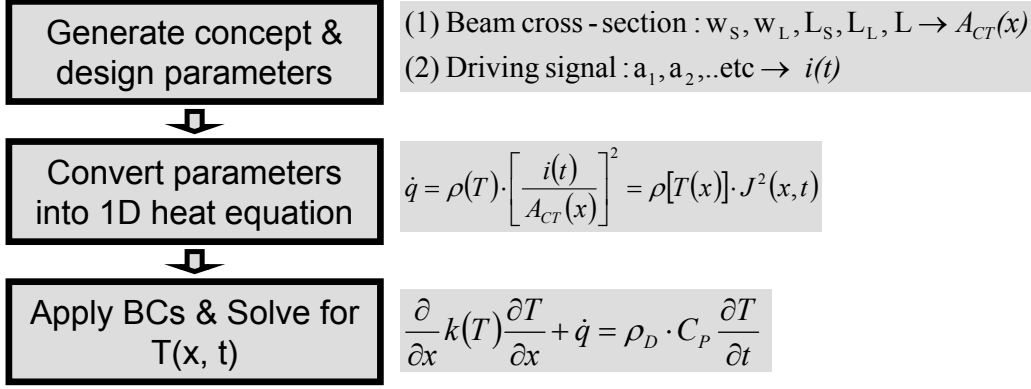 Generate concept &
design parameters
(1) Beam cross - section : w_S, w_L, L_S, L_L, L → A_CT(x)
(2) Driving signal : a_1, a_2,..etc → i(t)
Convert parameters
into 1D heat equation
q̇ = ρ(T)·[i(t)/A_CT(x)]^2 = ρ[T(x)]·J^2(x,t)
Apply BCs & Solve for
T(x, t)
∂/∂x k(T) ∂T/∂x + q̇ = ρ_D · C_P ∂T/∂t